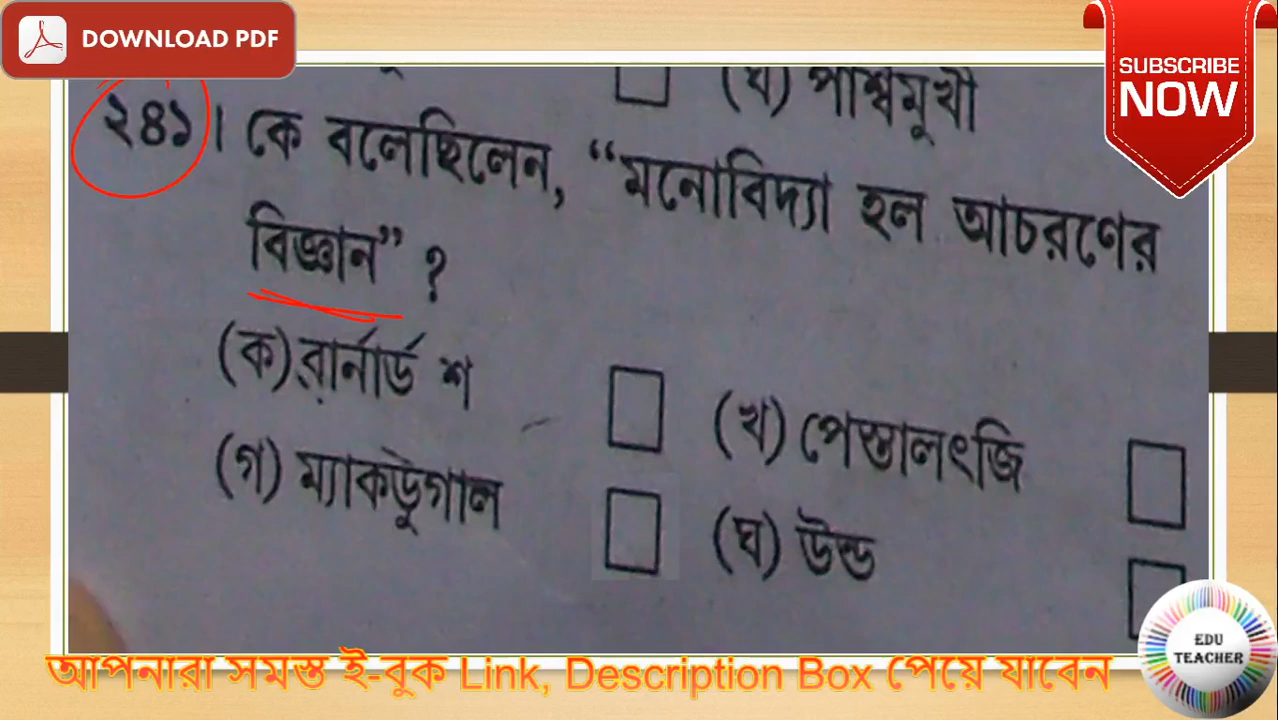 DOWNLOAD PDF
SUBSCRIBE
NOW
(ঘ) পার্শ্বমুখী
২৪১। কে বলেছিলেন, “মনোবিদ্যা হল আচরণের
বিজ্ঞান” ?
(ক) বার্নার্ড শ
(খ) পেস্তালৎজি
(গ) ম্যাকডুগাল
(ঘ) উন্ড
EDU
TEACHER
আপনারা সমস্ত ই-বুক Link, Description Box পেয়ে যাবেন